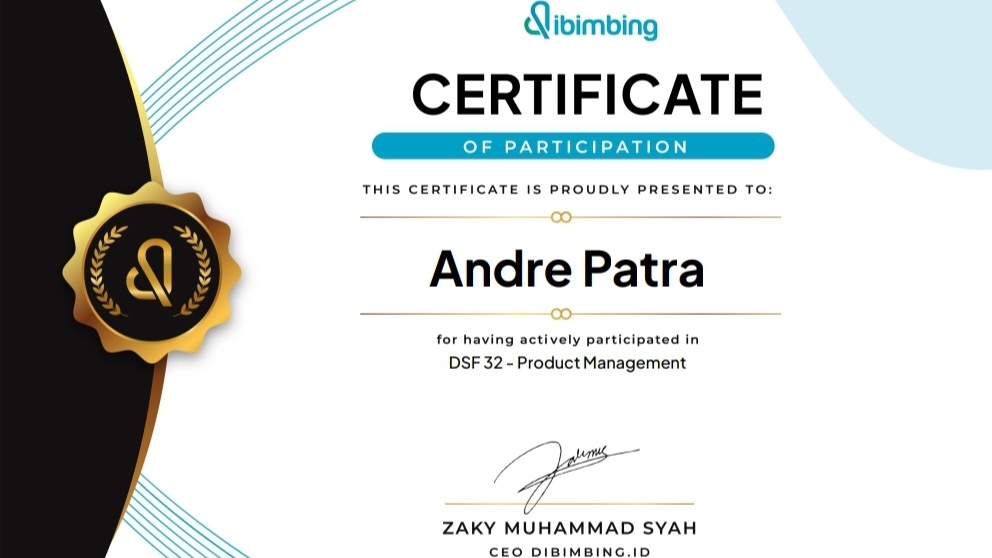 dibimbing
CERTIFICATE
OF PARTICIPATION
THIS CERTIFICATE IS PROUDLY PRESENTED TO:
Andre Patra
for having actively participated in
DSF 32 - Product Management
ZAKY MUHAMMAD SYAH
CEO DIBIMBING.ID